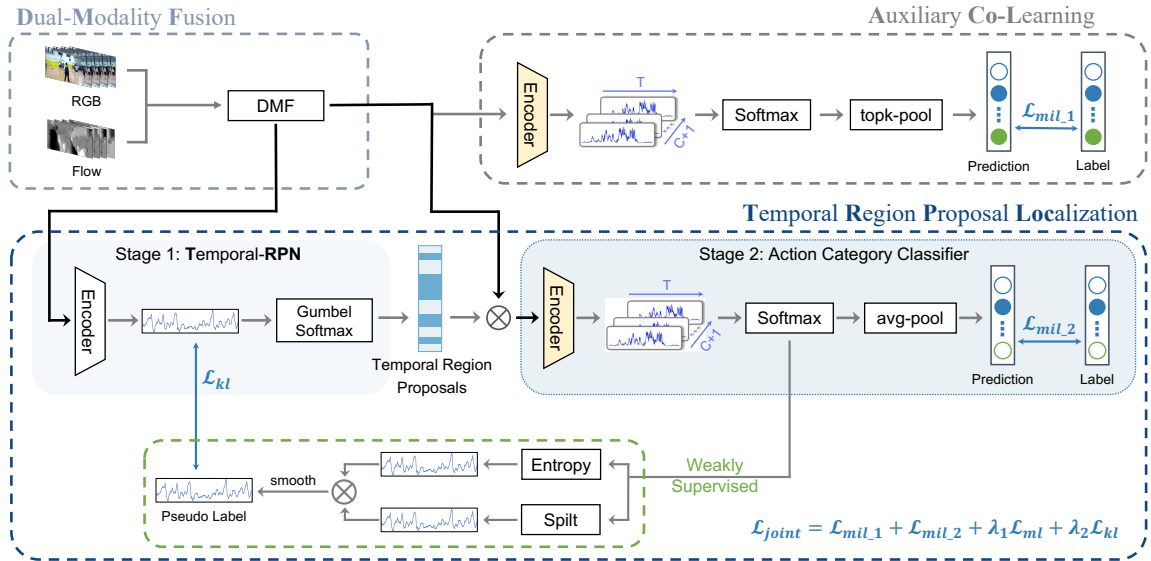 Dual-Modality Fusion
RGB
Flow
DMF
Auxiliary Co-Learning
Encoder
T
C+1
Softmax
topk-pool
Prediction
ℒmil_1
Label
Temporal Region Proposal Localization
Stage 1: Temporal-RPN
Encoder
Gumbel
Softmax
Temporal Region
Proposals
Stage 2: Action Category Classifier
Encoder
T
C+1
Softmax
avg-pool
Prediction
ℒmil_2
Label
ℒkl
Pseudo Label
smooth
Entropy
Spilt
Weakly
Supervised
ℒjoint = ℒmil_1 + ℒmil_2 + λ1ℒml + λ2ℒkl